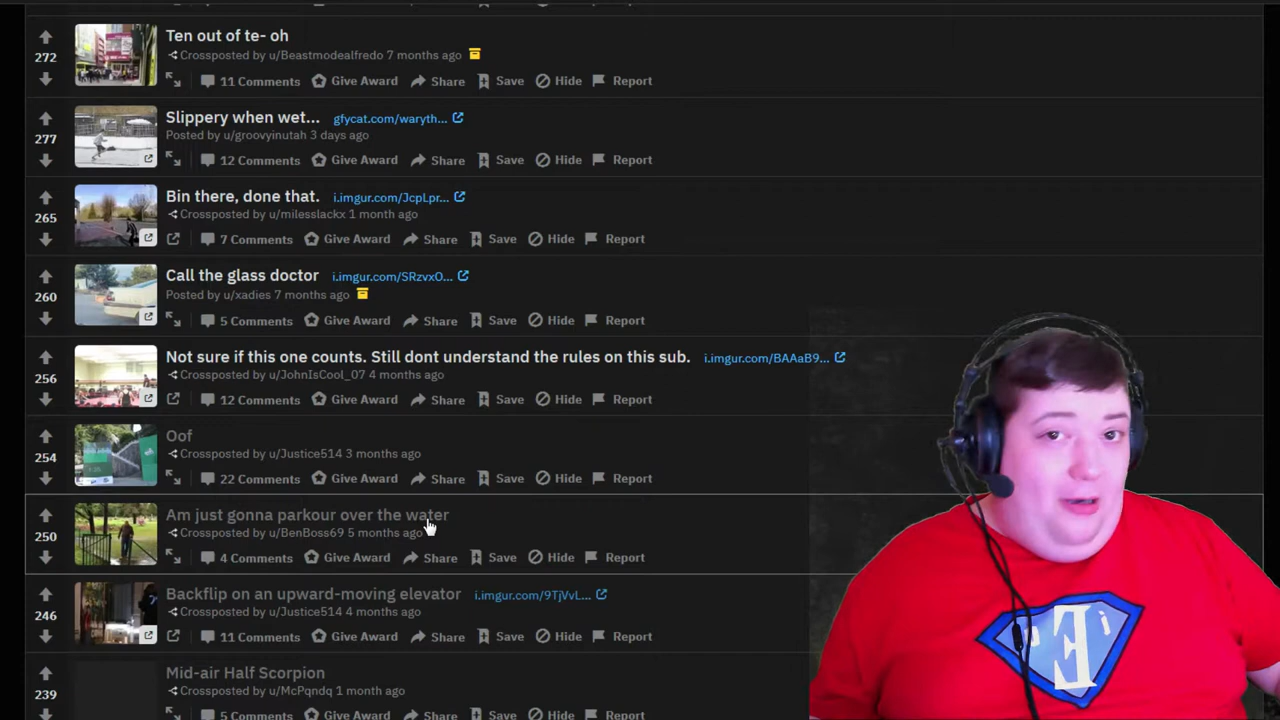 Ten out of te- oh
272
Crossposted by u/Beastmodealfredo 7 months ago
11 Comments Give Award Share Save Hide Report
Slippery when wet... gfycat.com/waryth...
277
Posted by u/groovyinutah 3 days ago
12 Comments Give Award Share Save Hide Report
Bin there, done that. i.imgur.com/JcpLpr...
265
Crossposted by u/milesslackx 1 month ago
7 Comments Give Award Share Save Hide Report
Call the glass doctor i.imgur.com/SRzvxO...
260
Posted by u/xadies 7 months ago
5 Comments Give Award Share Save Hide Report
Not sure if this one counts. Still dont understand the rules on this sub. i.imgur.com/BAAaB9...
256
Crossposted by u/JohnIsCool_07 4 months ago
12 Comments Give Award Share Save Hide Report
Oof
254
Crossposted by u/Justice514 3 months ago
22 Comments Give Award Share Save Hide Report
Am just gonna parkour over the water
250
Crossposted by u/BenBoss69 5 months ago
4 Comments Give Award Share Save Hide Report
Backflip on an upward-moving elevator i.imgur.com/9TjVvL...
246
Crossposted by u/Justice514 4 months ago
11 Comments Give Award Share Save Hide Report
Mid-air Half Scorpion
239
Crossposted by u/McPqndq 1 month ago
5 Comments Give Award Share Save Hide Report